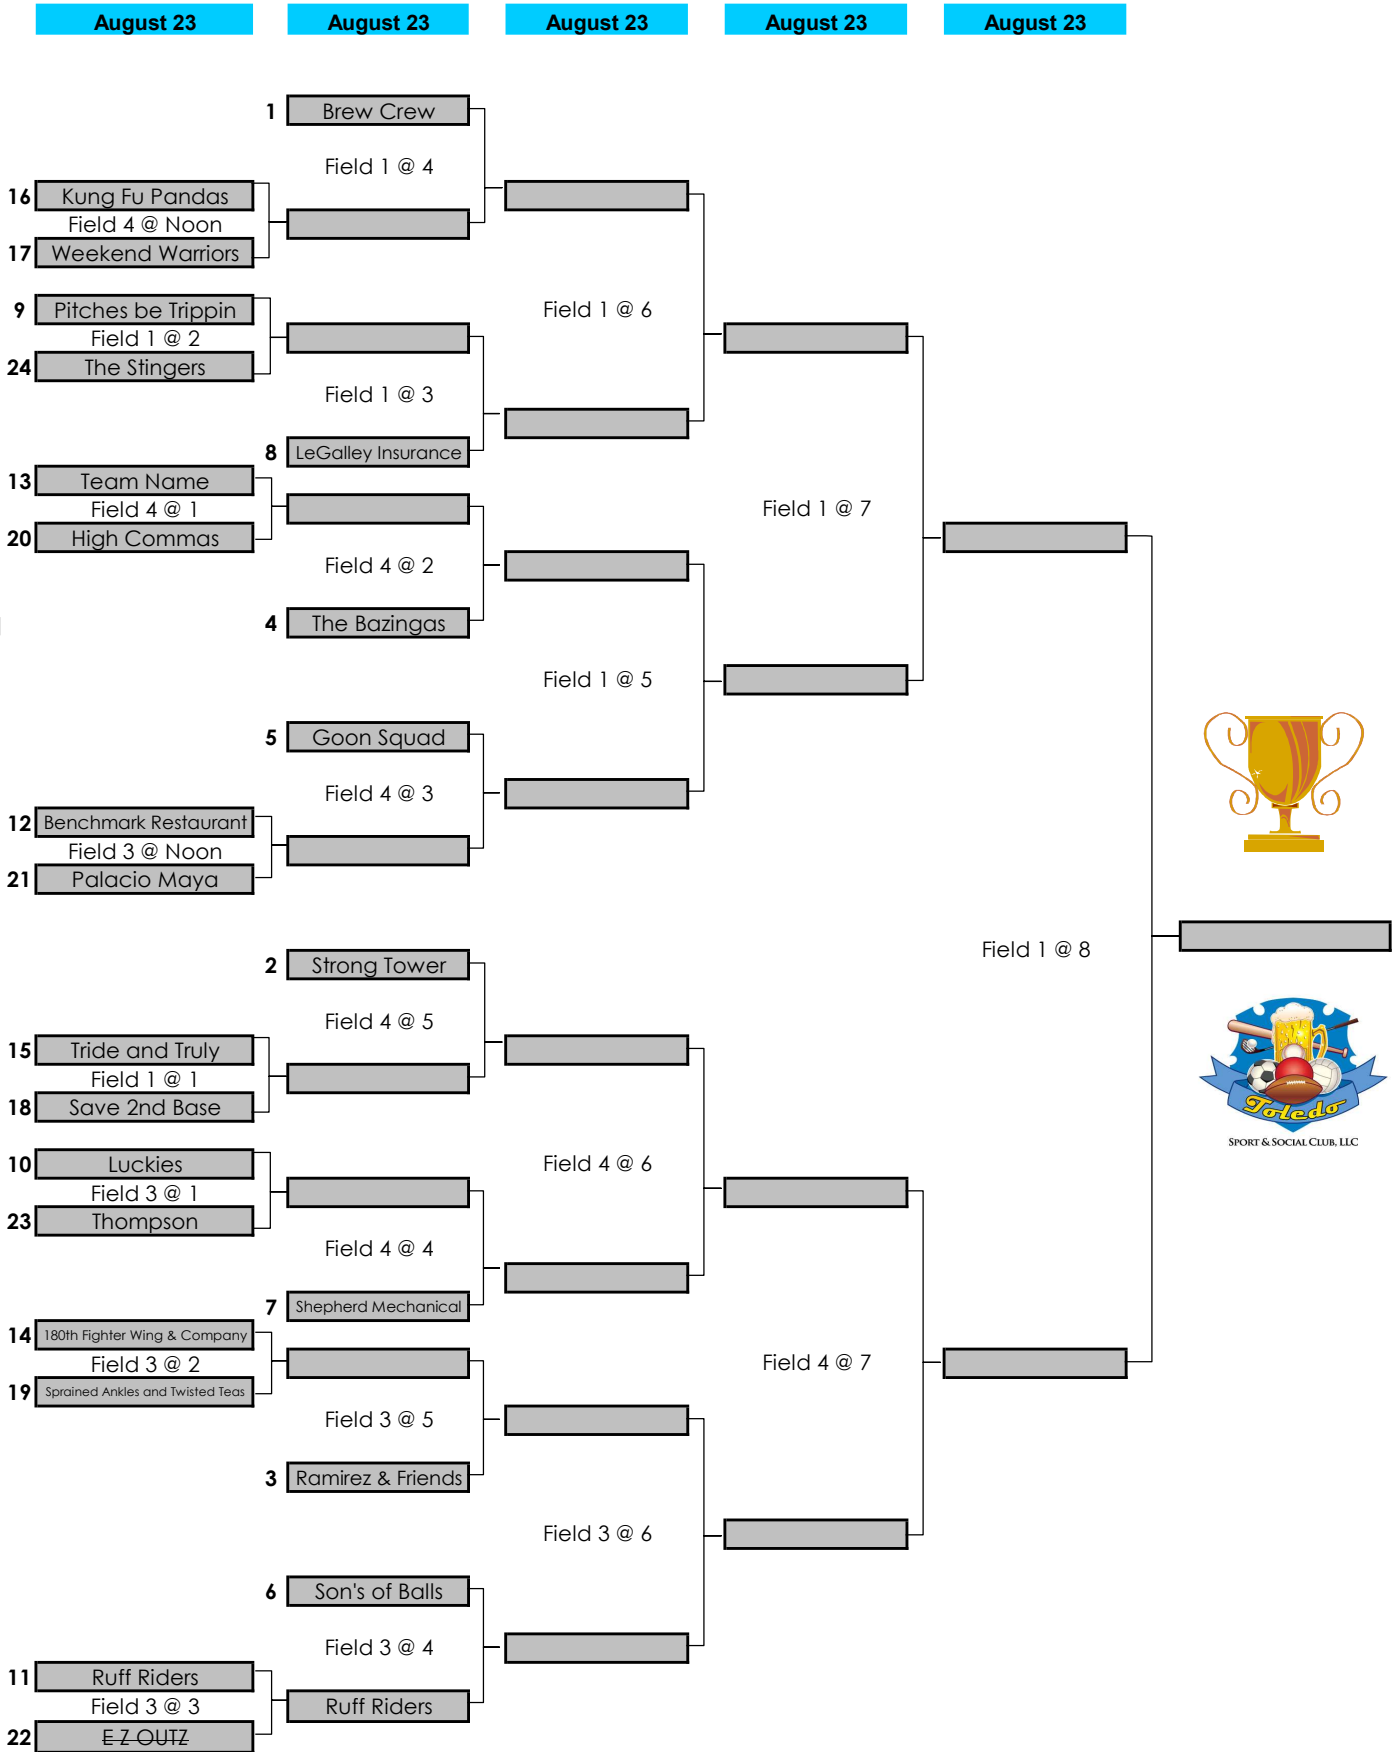 August 23 August 23 August 23 August 23 August 23
1 Brew Crew
Field 1 @ 4
16 Kung Fu Pandas
Field 4 @ Noon
17 Weekend Warriors
9 Pitches be Trippin
Field 1 @ 6
Field 1 @ 2
24 The Stingers
Field 1 @ 3
8 LeGalley Insurance
13 Team Name
Field 4 @ 1
Field 1 @ 7
20 High Commas
Field 4 @ 2
4 The Bazingas
Field 1 @ 5
5 Goon Squad
Field 4 @ 3
12 Benchmark Restaurant
Field 3 @ Noon
21 Palacio Maya
Field 1 @ 8
2 Strong Tower
Field 4 @ 5
15 Tride and Truly
Field 1 @ 1
18 Save 2nd Base
Toledo
SPORT & SOCIAL CLUB, LLC
10 Luckies
Field 4 @ 6
Field 3 @ 1
23 Thompson
Field 4 @ 4
7 Shepherd Mechanical
14 180th Fighter Wing & Company
Field 3 @ 2
Field 4 @ 7
19 Sprained Ankles and Twisted Teas
Field 3 @ 5
3 Ramirez & Friends
Field 3 @ 6
6 Son's of Balls
Field 3 @ 4
11 Ruff Riders
Field 3 @ 3
Ruff Riders
22 E Z OUTZ